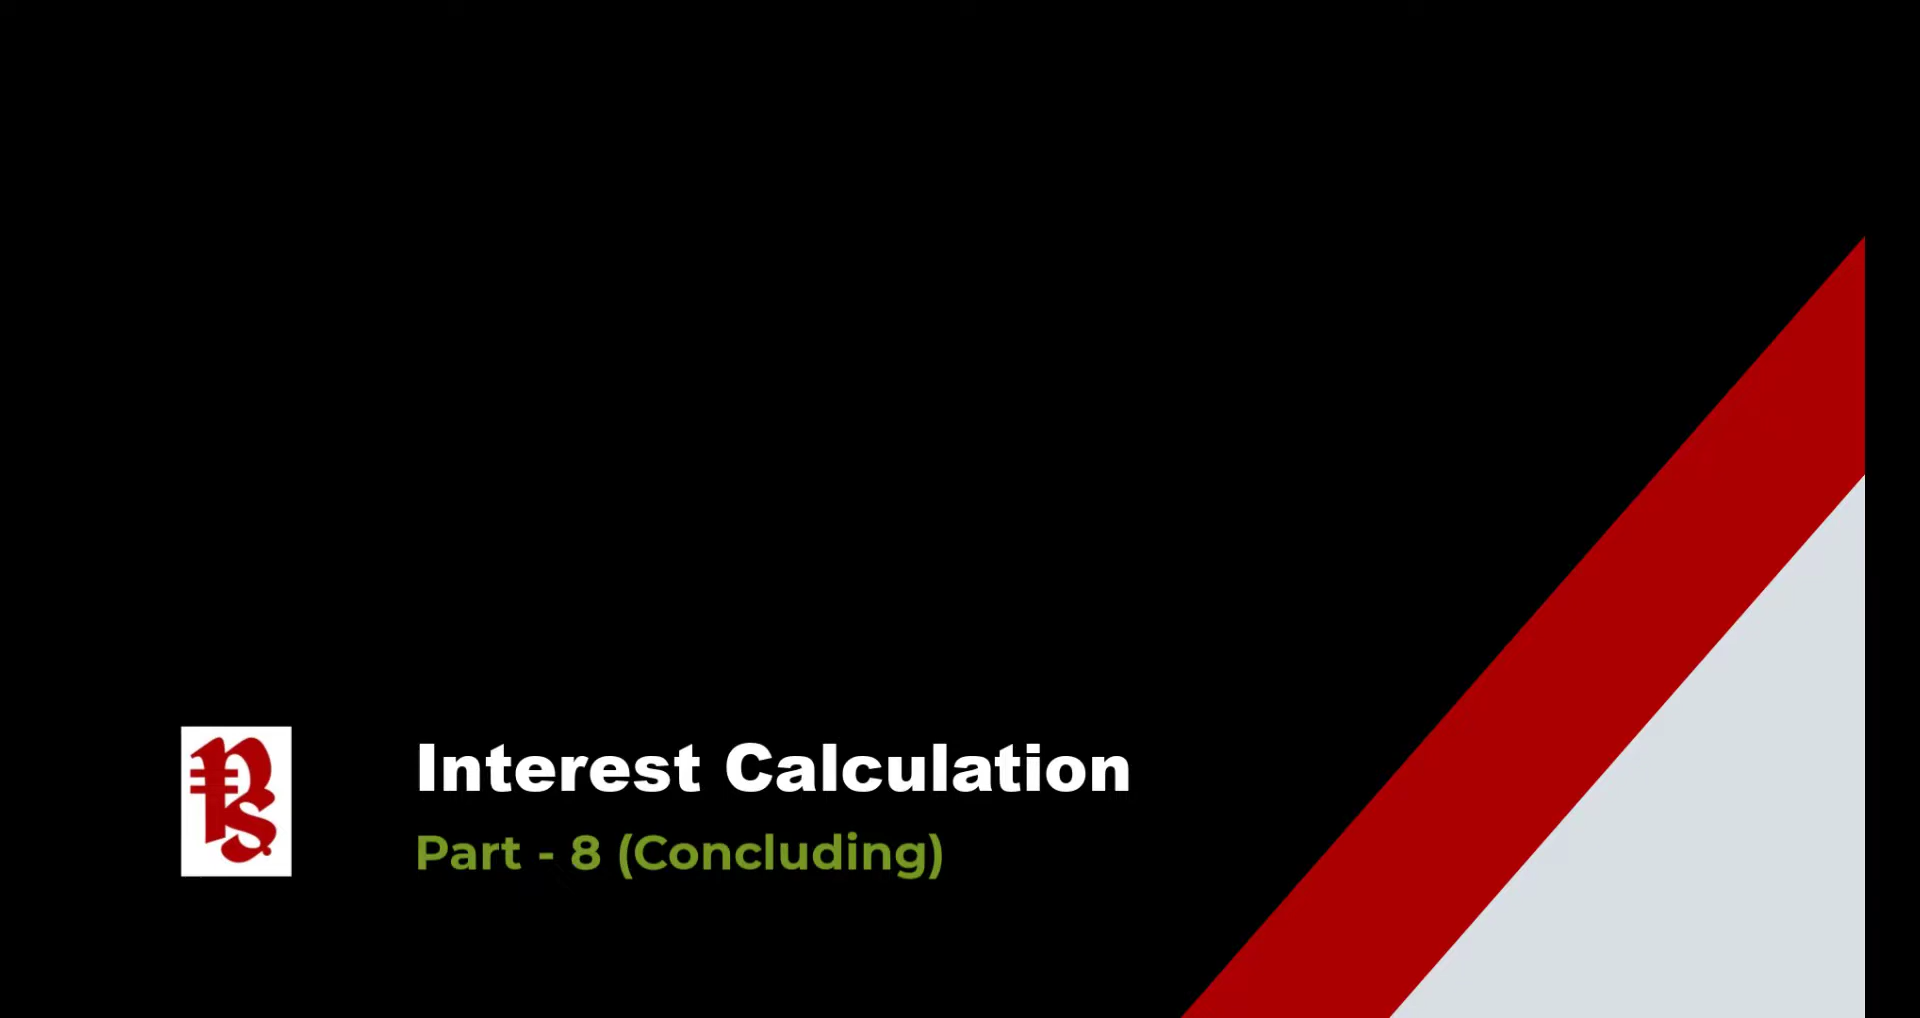 Interest Calculation
Part - 8 (Concluding)